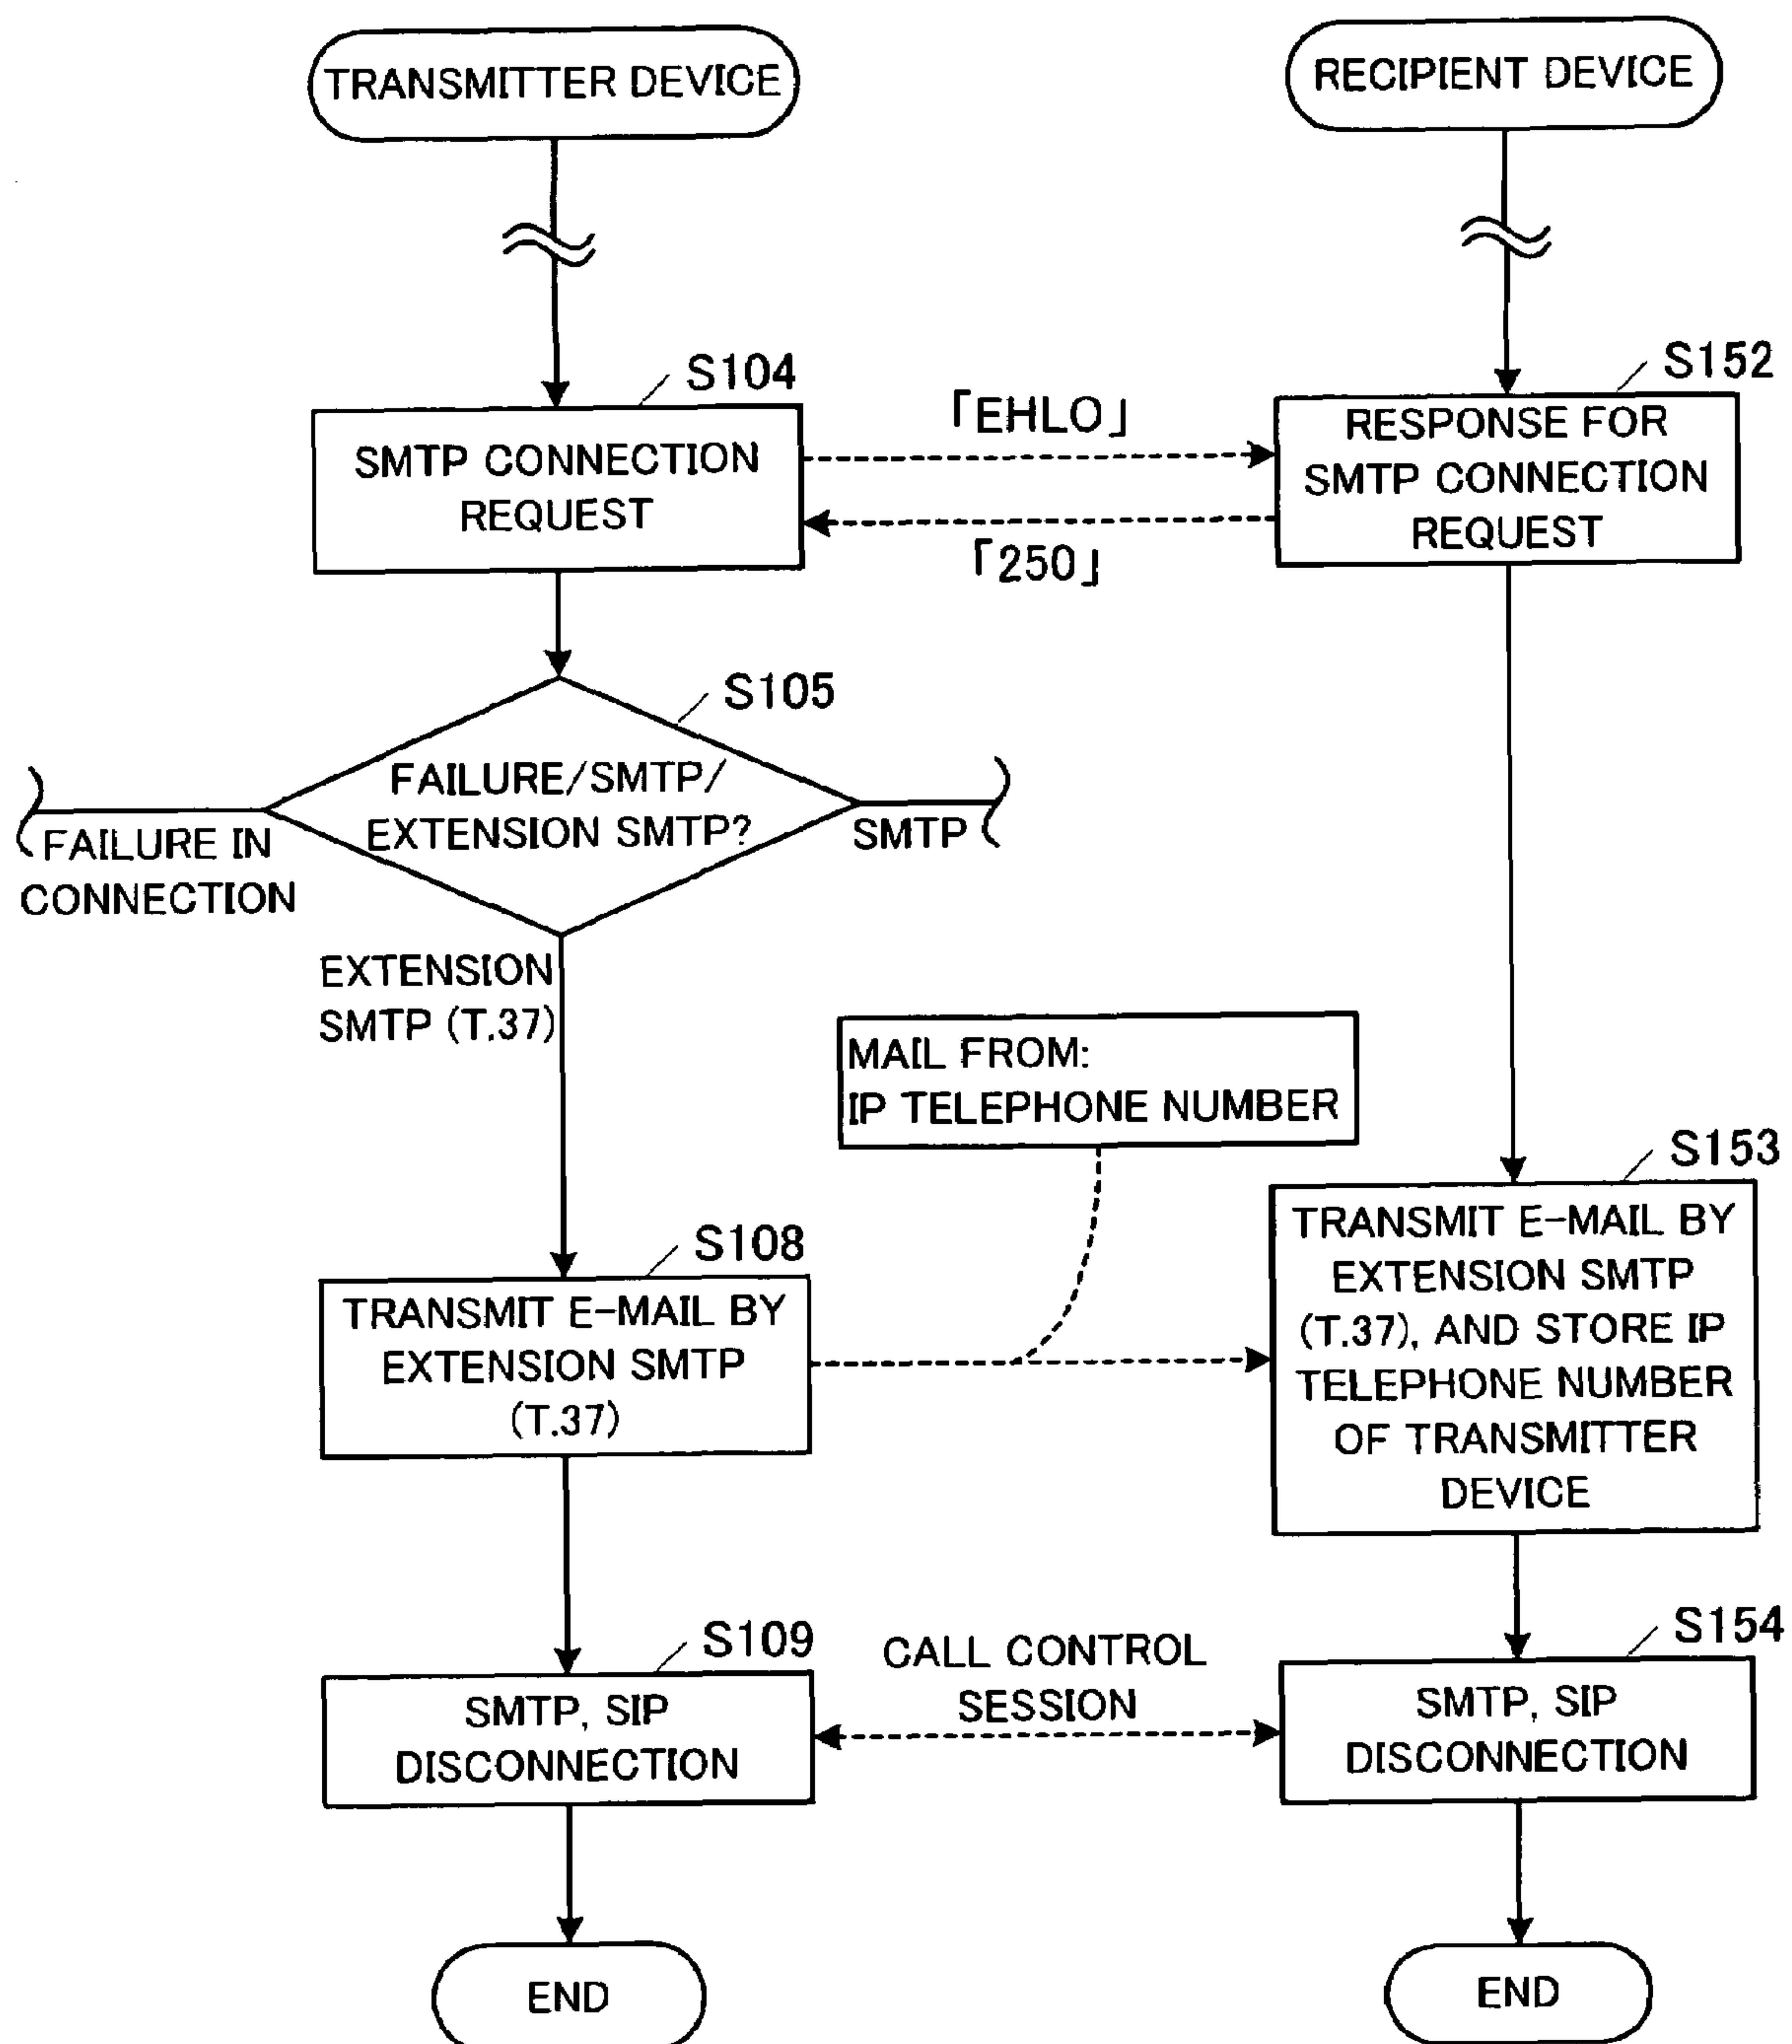 TRANSMITTER DEVICE
RECIPIENT DEVICE
S104
SMTP CONNECTION
REQUEST
「EHLO」
「250」
S152
RESPONSE FOR
SMTP CONNECTION
REQUEST
S105
FAILURE/SMTP/
EXTENSION SMTP?
FAILURE IN
CONNECTION
SMTP
EXTENSION
SMTP (T.37)
MAIL FROM:
IP TELEPHONE NUMBER
S108
TRANSMIT E-MAIL BY
EXTENSION SMTP
(T.37)
S153
TRANSMIT E-MAIL BY
EXTENSION SMTP
(T.37), AND STORE IP
TELEPHONE NUMBER
OF TRANSMITTER
DEVICE
S109
SMTP, SIP
DISCONNECTION
CALL CONTROL
SESSION
S154
SMTP, SIP
DISCONNECTION
END
END